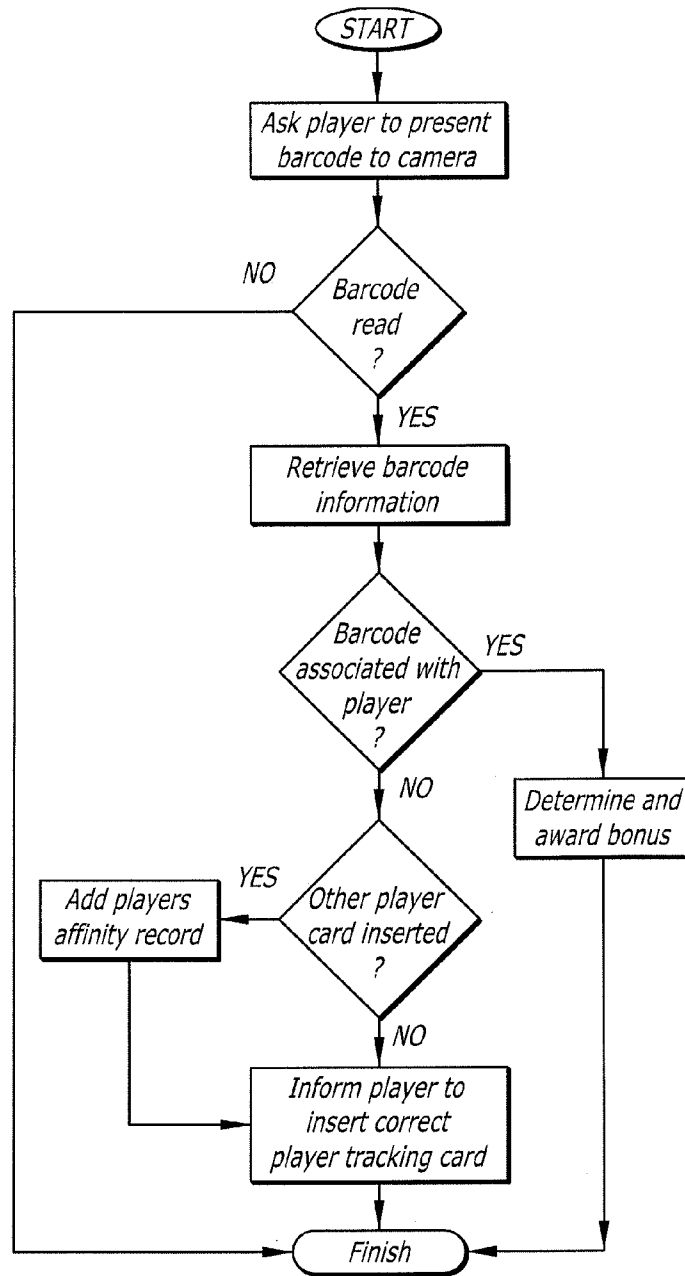 START
Ask player to present
barcode to camera
NO
Barcode
read
?
YES
Retrieve barcode
information
Barcode
associated with
player
?
YES
NO
Determine and
award bonus
YES
Add players
affinity record
Other player
card inserted
?
NO
Inform player to
insert correct
player tracking card
Finish